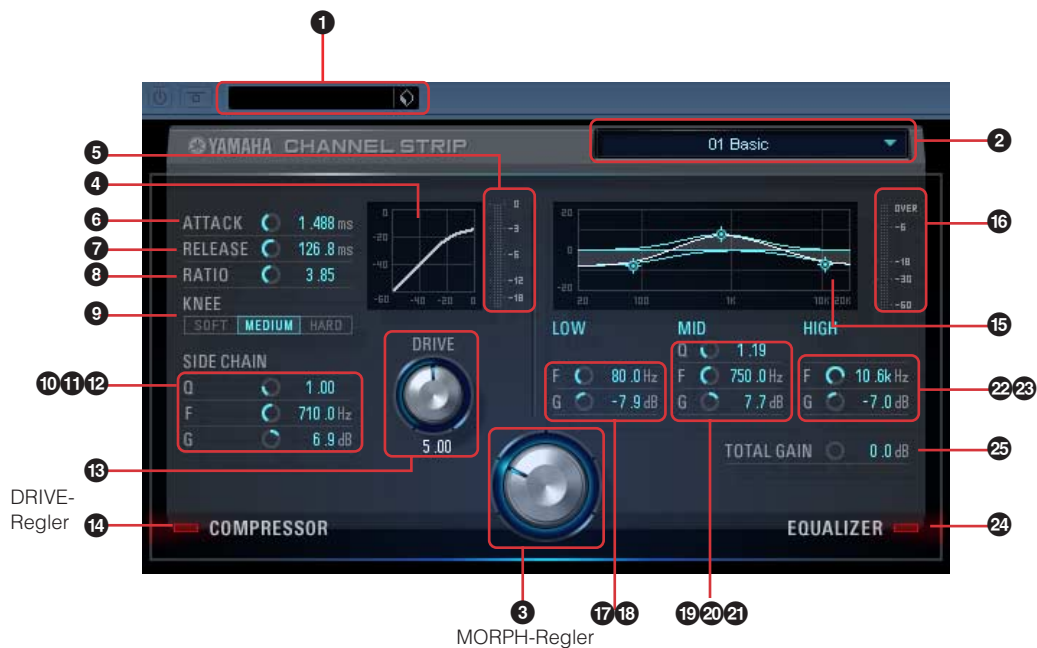 1
YAMAHA CHANNEL STRIP
01 Basic
2
5
4
6
ATTACK 1.488 ms
7
RELEASE 126.8 ms
8
RATIO 3.85
9
KNEE
SOFT MEDIUM HARD
0
-20
-60 -40 -20 0
0
-3
-6
-12
-18
20
0
-20
20 100 1K 10K 20K
OVER
-6
-18
-30
-60
16
15
SIDE CHAIN
10 11 12
Q 1.00
F 710.0 Hz
G 6.9 dB
DRIVE
5.00
13
LOW
F 80.0 Hz
G -7.9 dB
MID
Q 1.19
F 750.0 Hz
G 7.7 dB
HIGH
F 10.6k Hz
G -7.0 dB
22 23
TOTAL GAIN 0.0 dB
25
DRIVE-
Regler
14
COMPRESSOR
EQUALIZER
24
3
17 18
19 20 21
MORPH-Regler